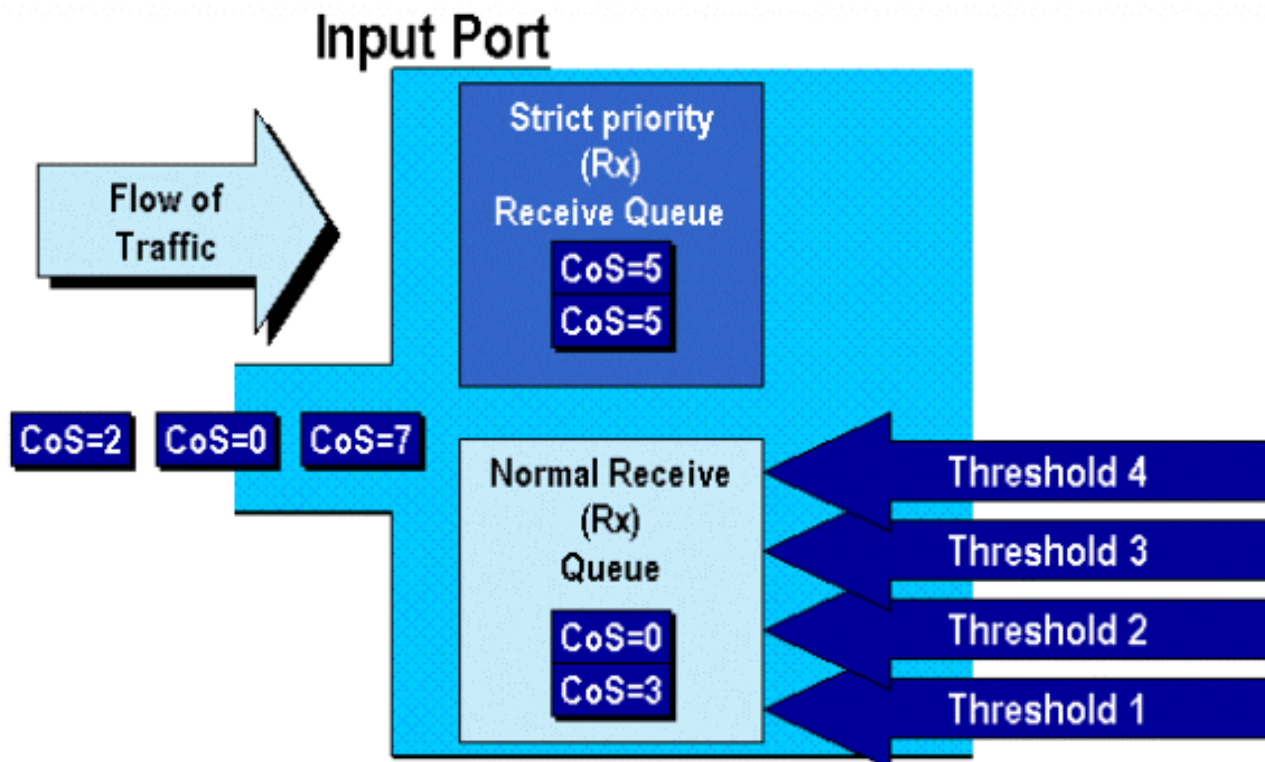 Input Port
Flow of
Traffic
Strict priority
(Rx)
Receive Queue
CoS=5
CoS=5
CoS=2
CoS=0
CoS=7
Normal Receive
(Rx)
Queue
CoS=0
CoS=3
Threshold 4
Threshold 3
Threshold 2
Threshold 1